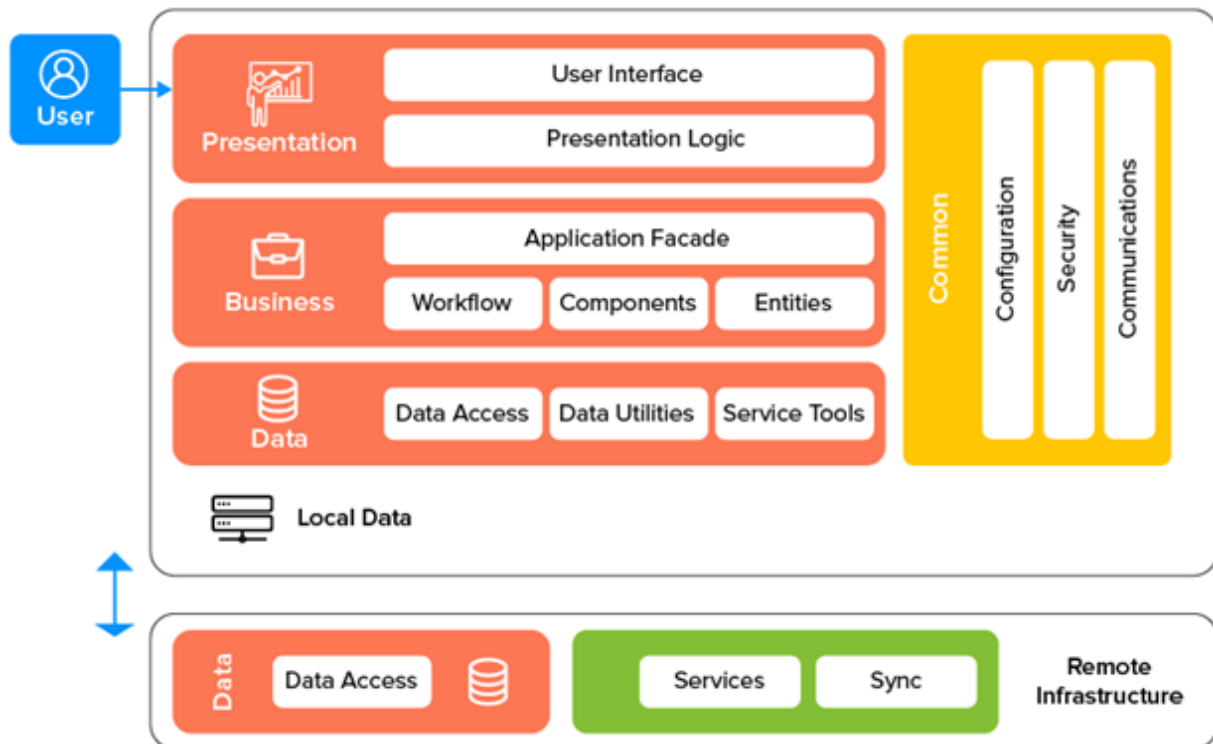 User
Presentation
User Interface
Presentation Logic
Business
Application Facade
Workflow
Components
Entities
Data
Data Access
Data Utilities
Service Tools
Common
Configuration
Security
Communications
Local Data
Data
Data Access
Services
Sync
Remote
Infrastructure